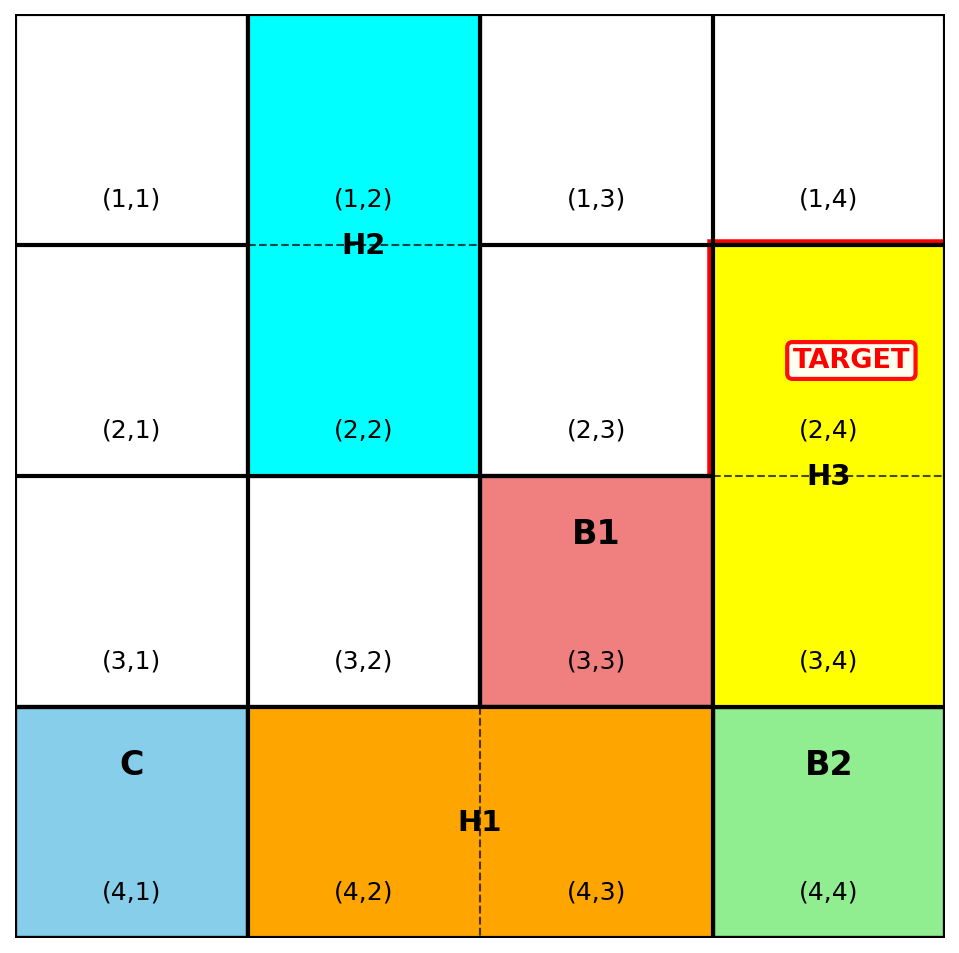 (1,1) (1,2) (1,3) (1,4)
H2
TARGET
(2,1) (2,2) (2,3) (2,4)
H3
B1
(3,1) (3,2) (3,3) (3,4)
C B2
H1
(4,1) (4,2) (4,3) (4,4)